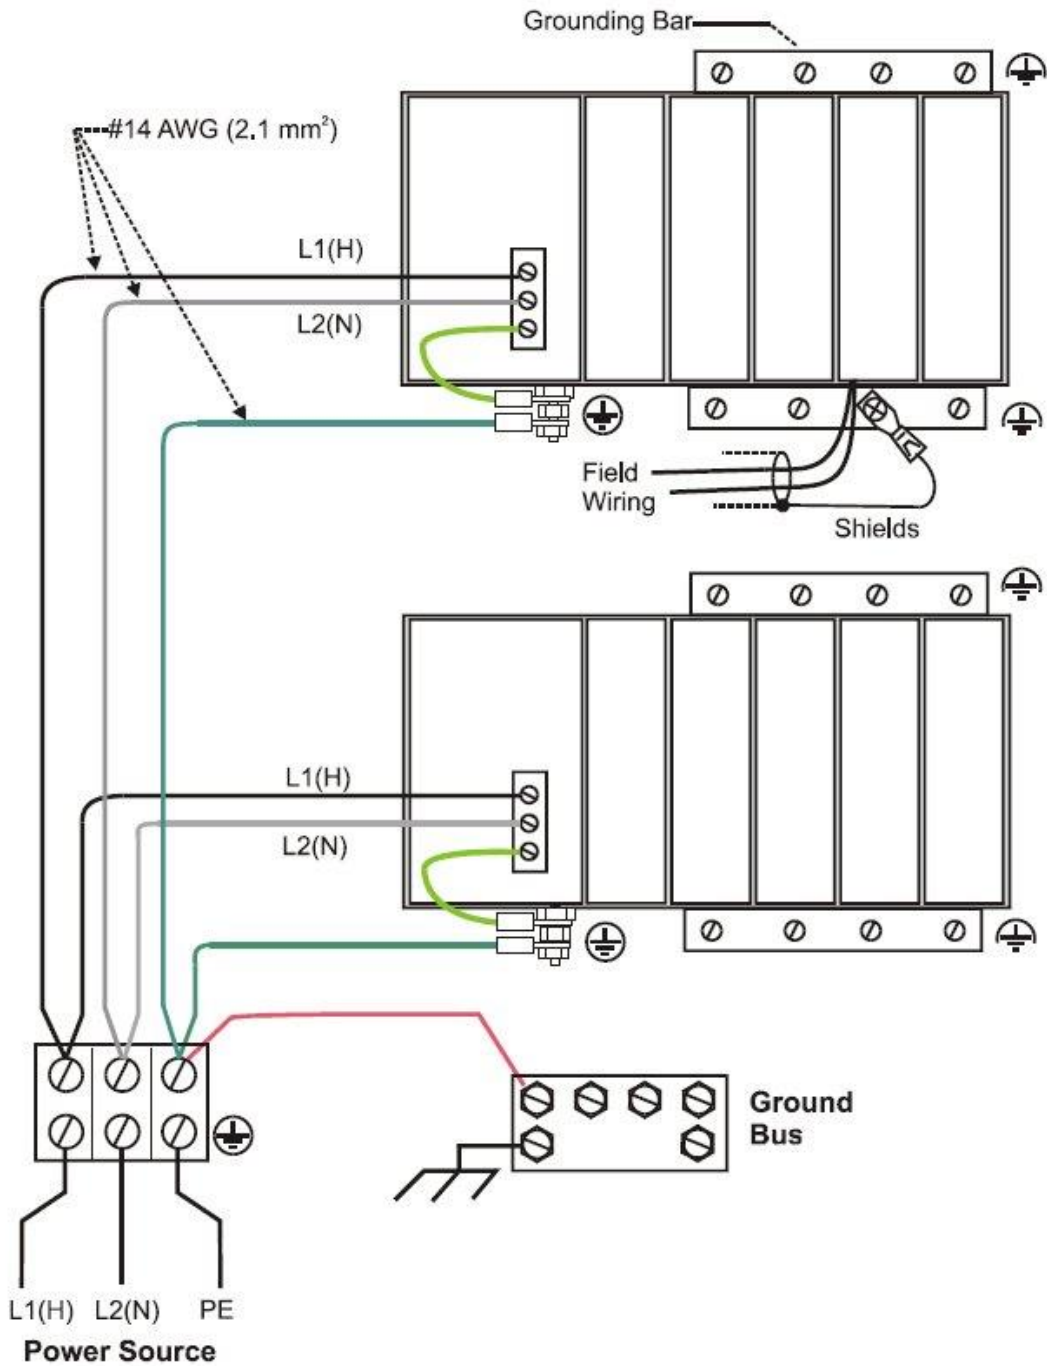 Grounding Bar
#14 AWG (2.1 mm²)
L1(H)
L2(N)
Field
Wiring
Shields
L1(H)
L2(N)
Ground
Bus
L1(H) L2(N) PE
Power Source